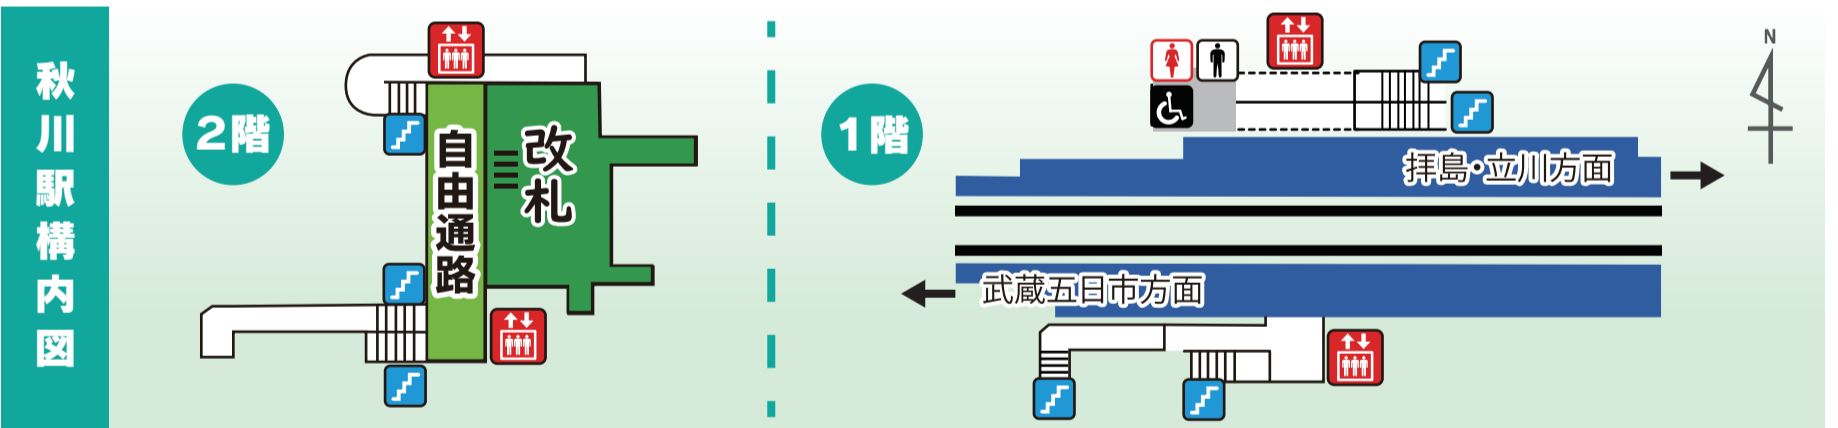 秋川駅構内図
2階
自由通路
改札
1階
拝島・立川方面
武蔵五日市方面
N